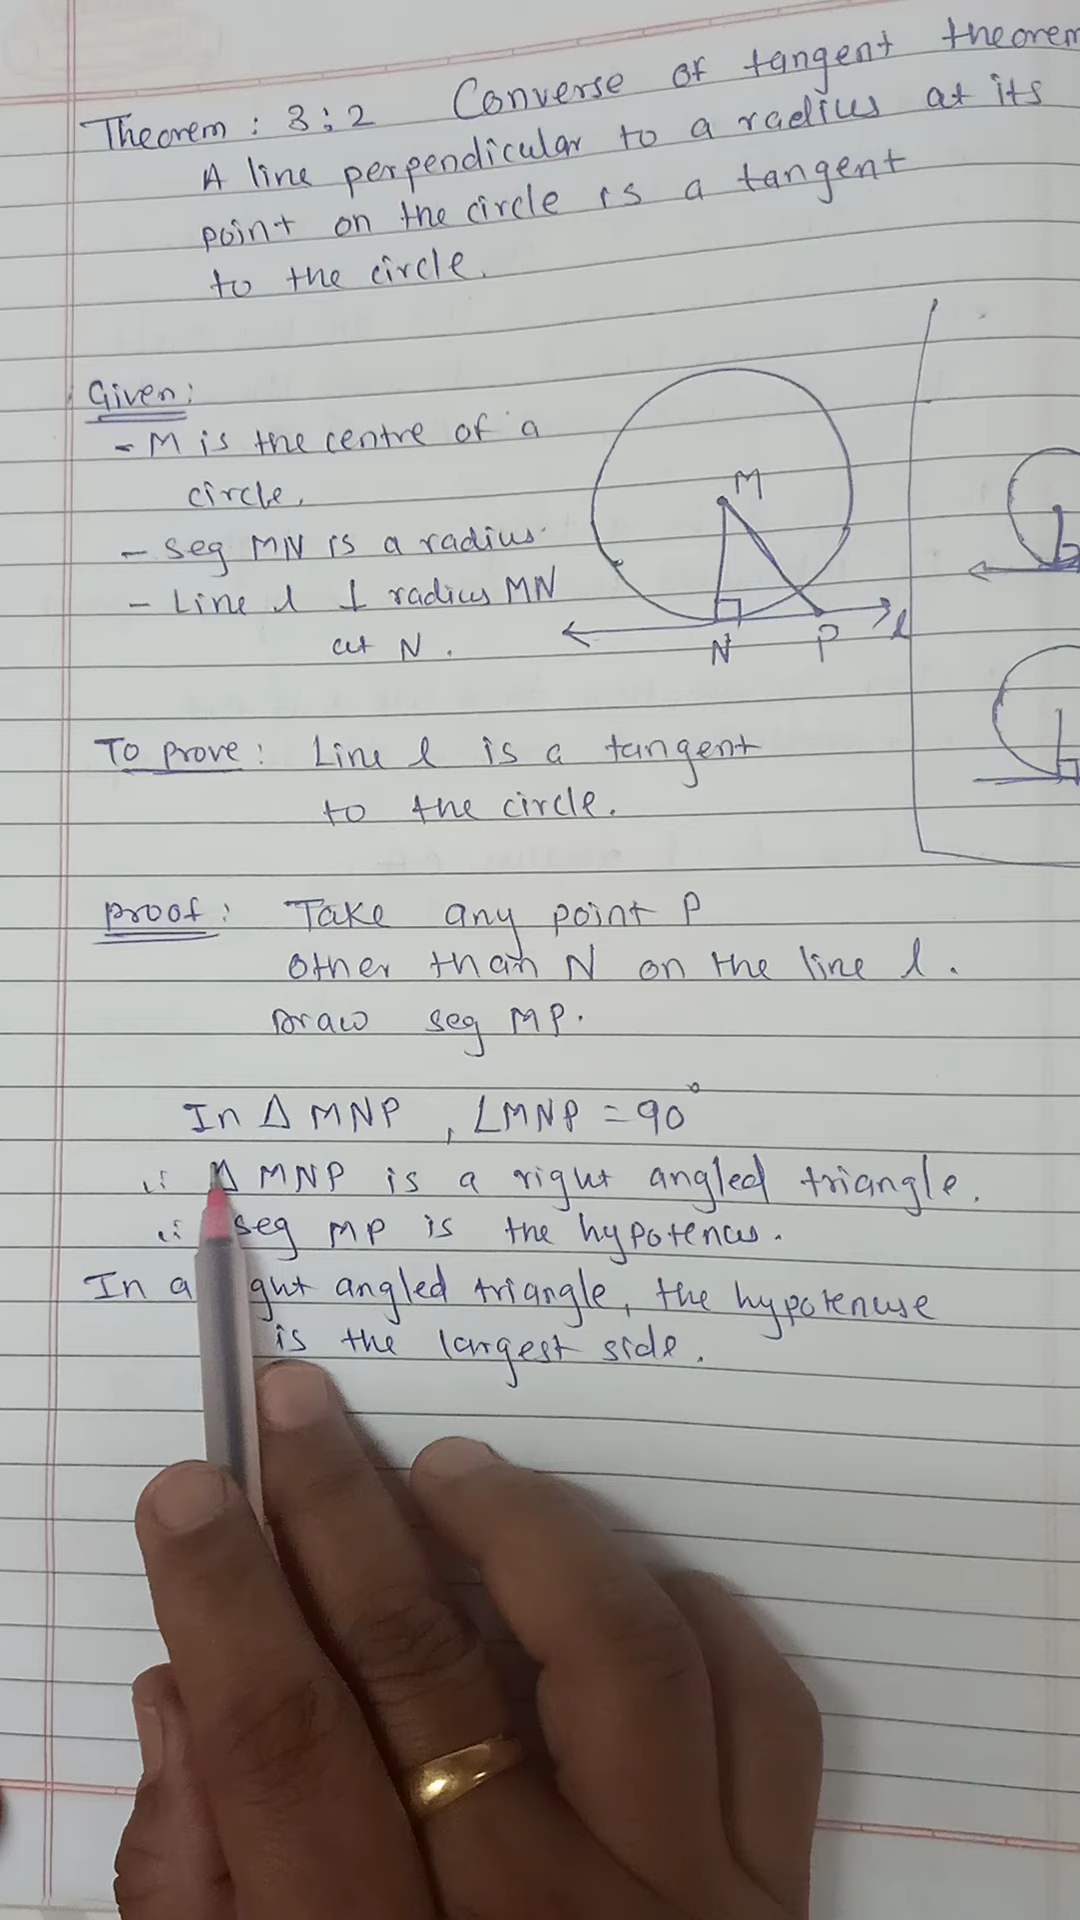 Theorem : 3:2 Converse of tangent theorem
A line perpendicular to a radius at its
point on the circle is a tangent
to the circle.
Given:
- M is the centre of a
circle.
- seg MN is a radius.
- Line l ⊥ radius MN
at N.
M
N
P
l
To prove: Line l is a tangent
to the circle.
Proof: Take any point P
other than N on the line l.
Draw seg MP.
In Δ MNP, ∠MNP = 90°
∴ Δ MNP is a right angled triangle.
∴ seg MP is the hypotenus.
In a ght angled triangle, the hypotenuse
is the largest side.